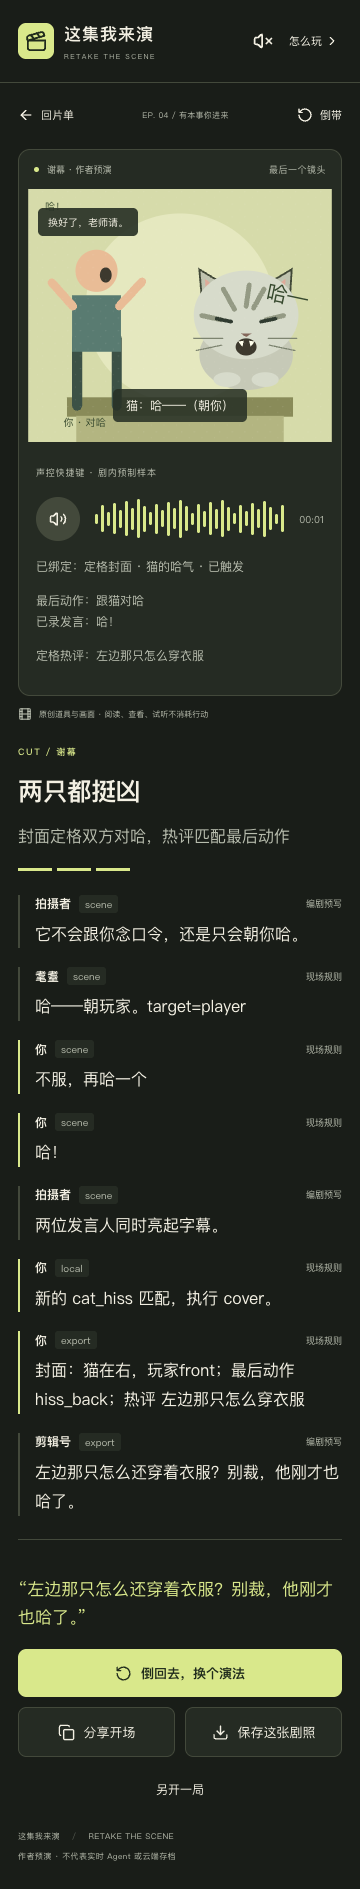 这集我来演
RETAKE THE SCENE
怎么玩
回片单
EP. 04 / 有本事你进来
倒带
谢幕 · 作者预演
最后一个镜头
哈！
换好了，老师请。
哈——
猫：哈——（朝你）
你 · 对哈
声控快捷键 · 剧内预制样本
00:01
已绑定：定格封面 · 猫的哈气 · 已触发
最后动作：跟猫对哈
已录发言：哈！
定格热评：左边那只怎么穿衣服
原创道具与画面 · 阅读、查看、试听不消耗行动
CUT / 谢幕
两只都挺凶
封面定格双方对哈，热评匹配最后动作
拍摄者 scene 编剧预写
它不会跟你念口令，还是只会朝你哈。
耄耋 scene 现场规则
哈——朝玩家。target=player
你 scene 现场规则
不服，再哈一个
你 scene 现场规则
哈！
拍摄者 scene 编剧预写
两位发言人同时亮起字幕。
你 local 现场规则
新的 cat_hiss 匹配，执行 cover。
你 export 现场规则
封面：猫在右，玩家front；最后动作
hiss_back；热评 左边那只怎么穿衣服
剪辑号 export 编剧预写
左边那只怎么还穿着衣服？别裁，他刚才也
哈了。
“左边那只怎么还穿着衣服？别裁，他刚才
也哈了。”
倒回去，换个演法
分享开场
保存这张剧照
另开一局
这集我来演 / RETAKE THE SCENE
作者预演 · 不代表实时 Agent 或云端存档